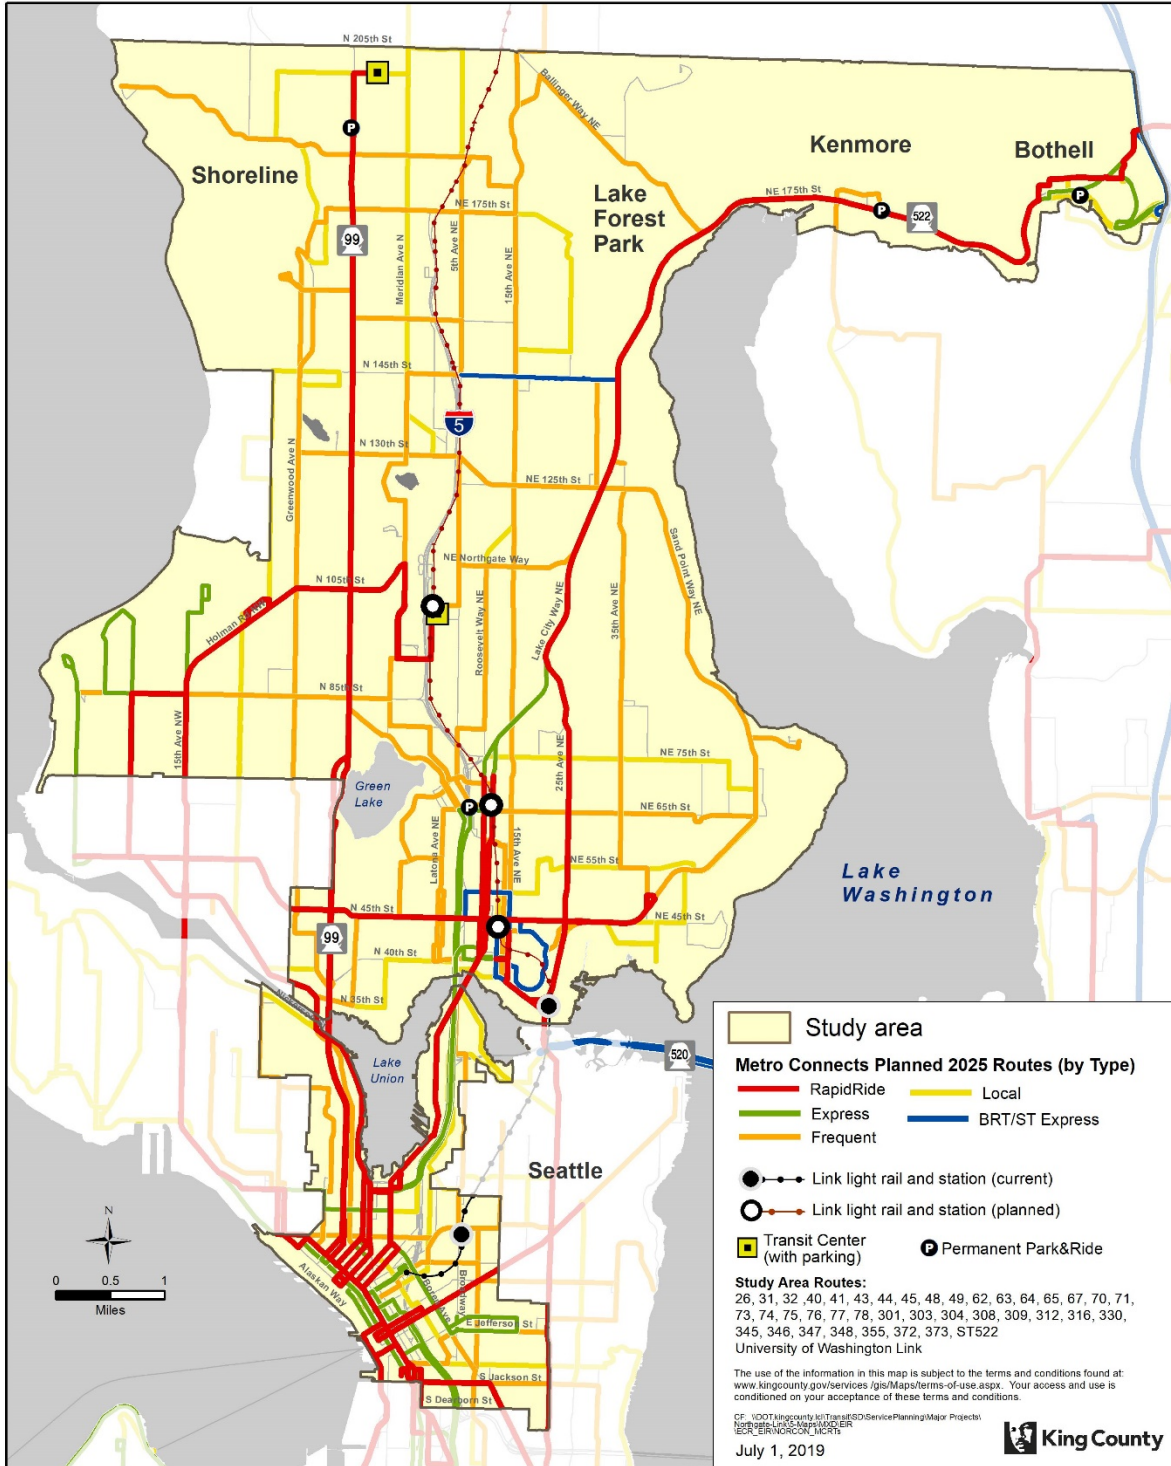 N 205th St
Ballinger Way NE
Kenmore
Bothell
Shoreline
Lake
Forest
Park
NE 175th St
522
NE 175th St
99
Meridian Ave N
5th Ave NE
15th Ave NE
N 145th St
5
Greenwood Ave N
N 130th St
NE 125th St
Sand Point Way NE
NE Northgate Way
N 105th St
Holman Rd NW
Roosevelt Way NE
Lake City Way NE
35th Ave NE
N 85th St
15th Ave NW
25th Ave NE
NE 75th St
Green
Lake
P
NE 65th St
Latona Ave NE
15th Ave NE
NE 55th St
Lake
Washington
N 45th St
NE 45th St
99
N 40th St
N 35th St
Lake
Union
520
Seattle
N
0 0.5 1
Miles
Alaskan Way
Boren Ave
Broadway
E Jefferson St
S Jackson St
S Dearborn St
Study area
Metro Connects Planned 2025 Routes (by Type)
RapidRide
Local
Express
BRT/ST Express
Frequent
Link light rail and station (current)
Link light rail and station (planned)
Transit Center
(with parking)
P Permanent Park&Ride
Study Area Routes:
26, 31, 32 ,40, 41, 43, 44, 45, 48, 49, 62, 63, 64, 65, 67, 70, 71,
73, 74, 75, 76, 77, 78, 301, 303, 304, 308, 309, 312, 316, 330,
345, 346, 347, 348, 355, 372, 373, ST522
University of Washington Link
The use of the information in this map is subject to the terms and conditions found at:
www.kingcounty.gov/services /gis/Maps/terms-of-use.aspx. Your access and use is
conditioned on your acceptance of these terms and conditions.
July 1, 2019
King County